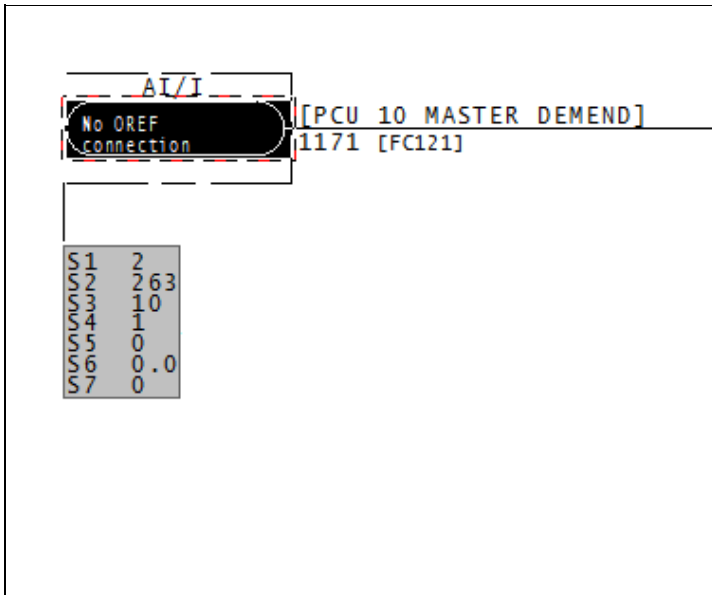 AI/I
No OREF
connection
[PCU 10 MASTER DEMEND]
1171 [FC121]
S1 2
S2 263
S3 10
S4 1
S5 0
S6 0.0
S7 0